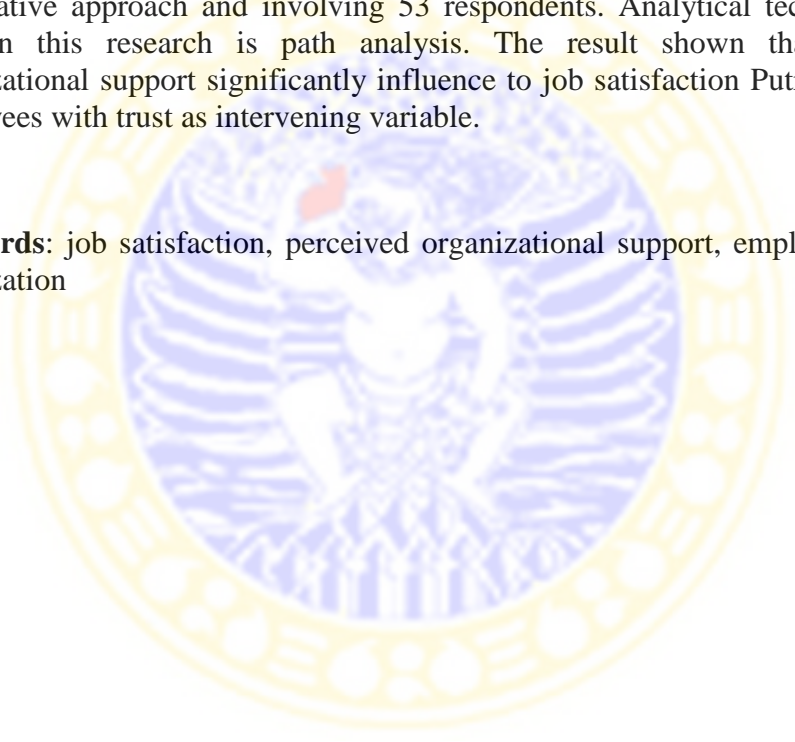 ative approach and involving 53 respondents. Analytical tec
n this research is path analysis. The result shown tha
zational support significantly influence to job satisfaction Put
yees with trust as intervening variable.
rds: job satisfaction, perceived organizational support, empl
zation